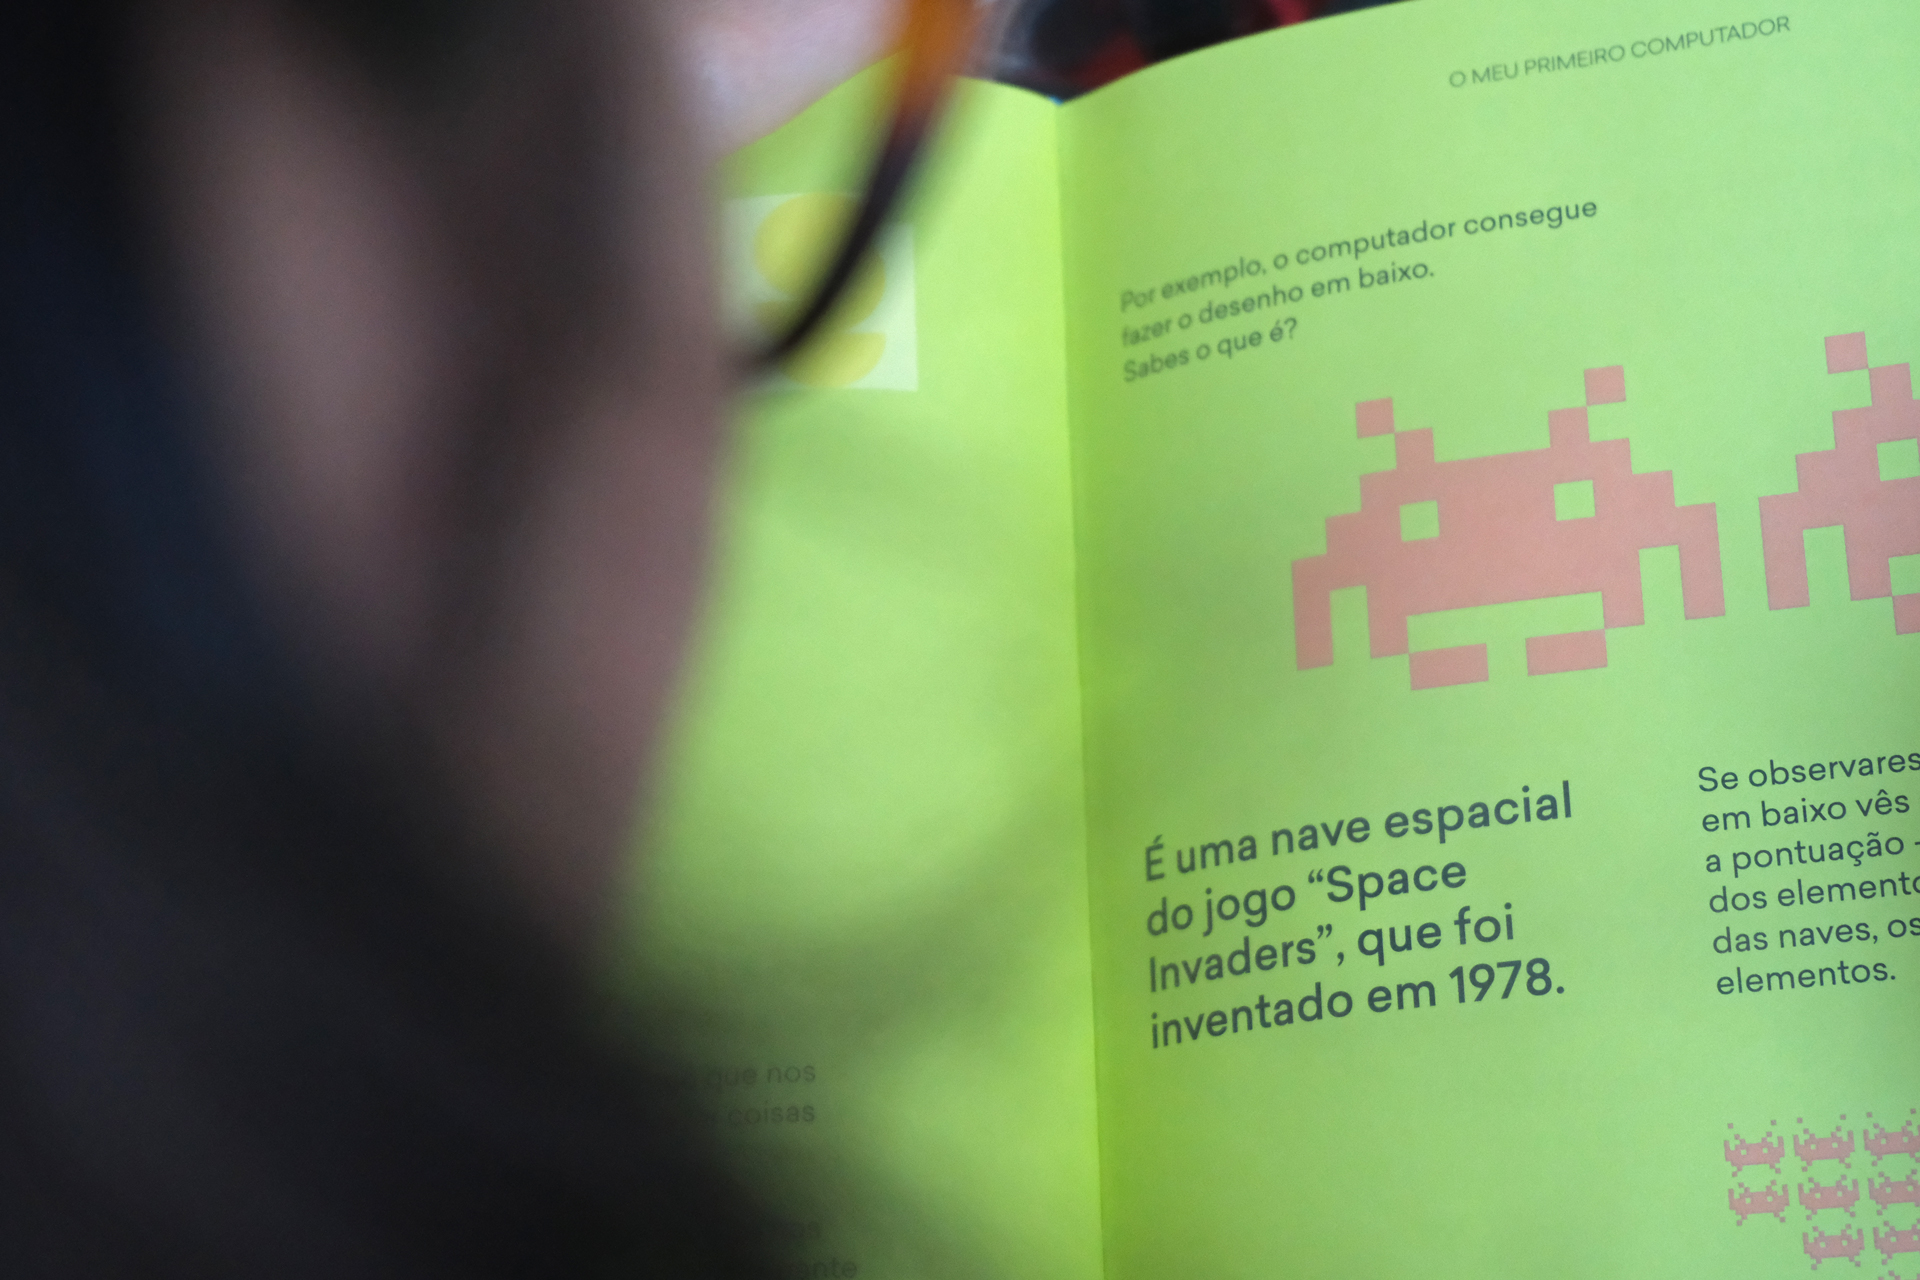 que nos
coisas
O MEU PRIMEIRO COMPUTADOR
Por exemplo, o computador consegue
fazer o desenho em baixo.
Sabes o que é?
É uma nave espacial
do jogo “Space
Invaders”, que foi
inventado em 1978.
Se observares
em baixo vês
a pontuação
dos
das naves, os
elementos.